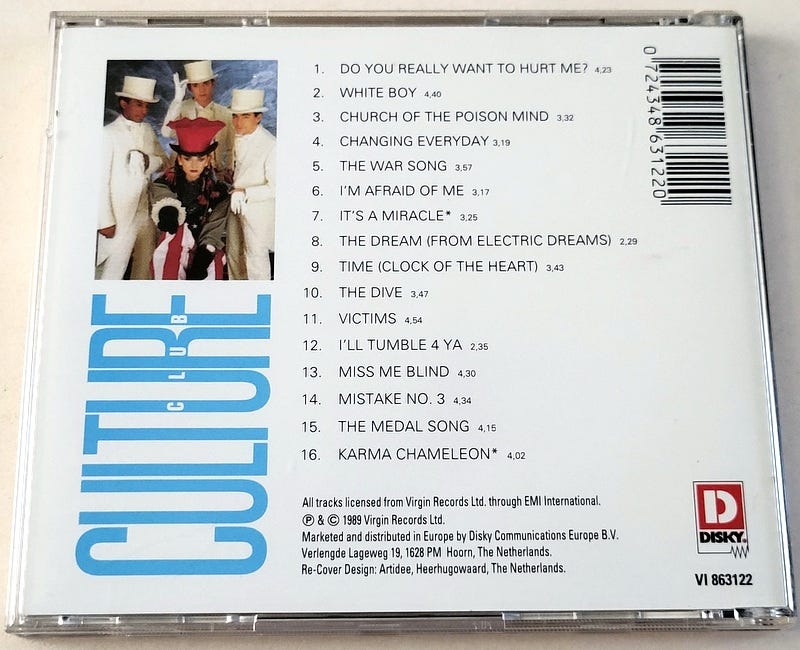 1. DO YOU REALLY WANT TO HURT ME? 4,23
2. WHITE BOY 4,40
3. CHURCH OF THE POISON MIND 3,32
4. CHANGING EVERYDAY 3,19
5. THE WAR SONG 3,57
6. I'M AFRAID OF ME 3,17
7. IT'S A MIRACLE* 3,25
8. THE DREAM (FROM ELECTRIC DREAMS) 2,29
9. TIME (CLOCK OF THE HEART) 3,43
10. THE DIVE 3,47
11. VICTIMS 4,54
12. I'LL TUMBLE 4 YA 2,35
13. MISS ME BLIND 4,30
14. MISTAKE NO. 3 4,34
15. THE MEDAL SONG 4,15
16. KARMA CHAMELEON* 4,02
CULTURE
CLUB
0 724348 631220
All tracks licensed from Virgin Records Ltd. through EMI International.
Ⓟ & © 1989 Virgin Records Ltd.
Marketed and distributed in Europe by Disky Communications Europe B.V.
Verlengde Lageweg 19, 1628 PM Hoorn, The Netherlands.
Re-Cover Design: Artidee, Heerhugowaard, The Netherlands.
D
DISKY.
VI 863122